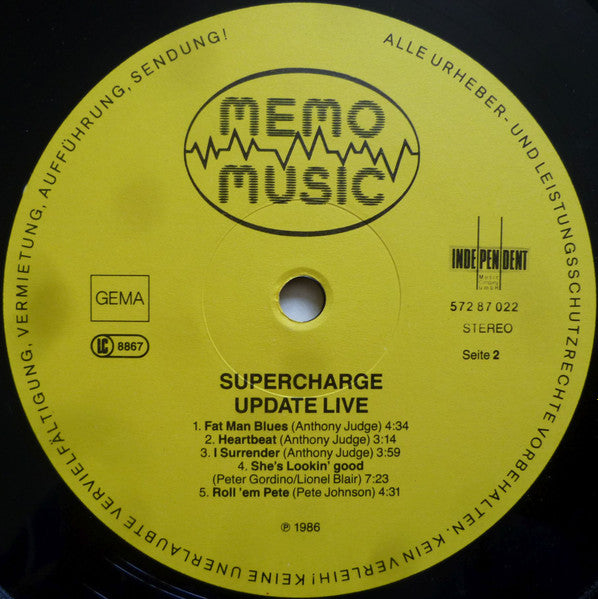 ALLE URHEBER- UND LEISTUNGSSCHUTZRECHTE VORBEHALTEN. KEIN VERLEIH! KEINE UNERLAUBTE VERVIELFÄLTIGUNG, VERMIETUNG, AUFFÜHRUNG, SENDUNG!
MEMO
MUSIC
INDEPENDENT
Music
Company
GmbH
GEMA
572 87 022
STEREO
LC 8867
Seite 2
SUPERCHARGE
UPDATE LIVE
1. Fat Man Blues (Anthony Judge) 4:34
2. Heartbeat (Anthony Judge) 3:14
3. I Surrender (Anthony Judge) 3:59
4. She's Lookin' good
(Peter Gordino/Lionel Blair) 7:23
5. Roll 'em Pete (Pete Johnson) 4:31
℗ 1986